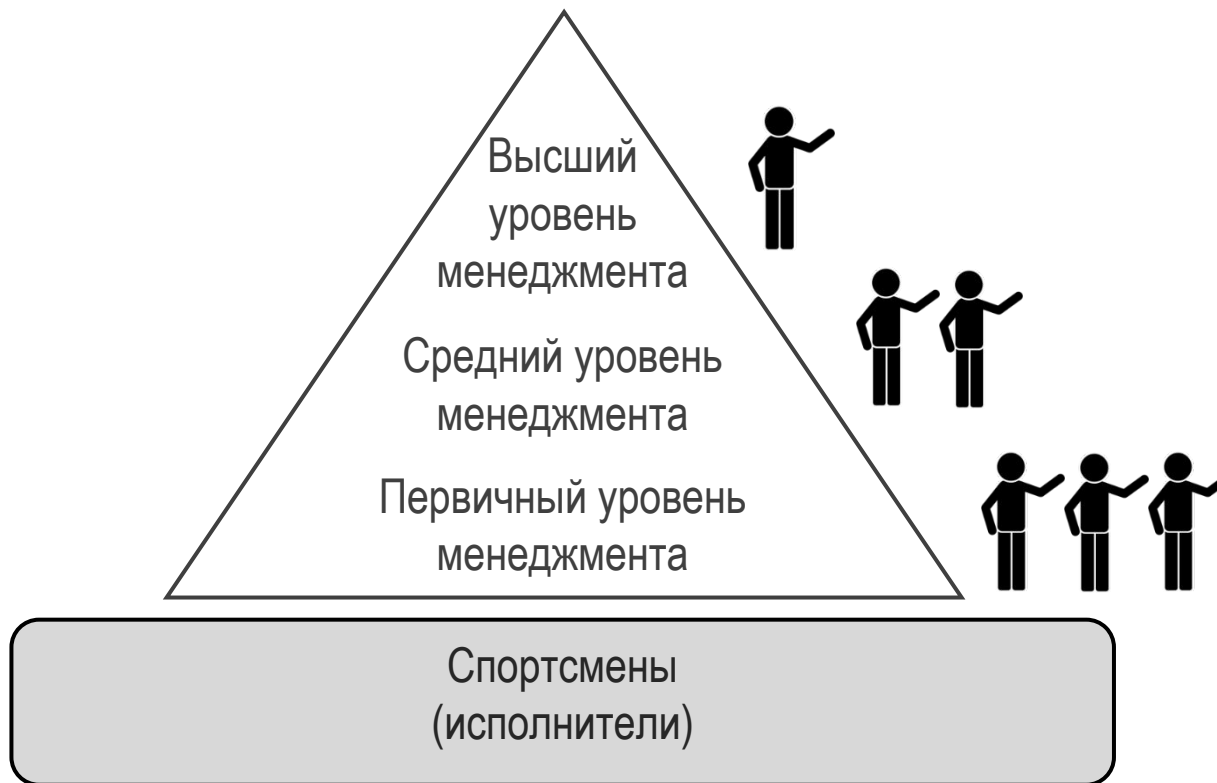 Высший
уровень
менеджмента
Средний уровень
менеджмента
Первичный уровень
менеджмента
Спортсмены
(исполнители)